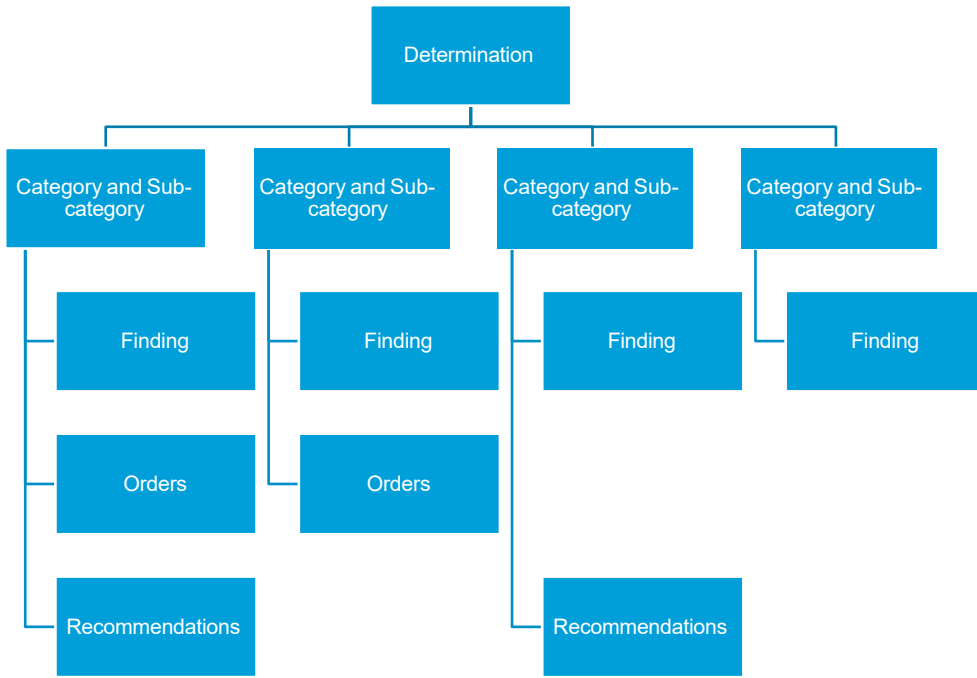 Determination
Category and Sub-
category
Category and Sub-
category
Category and Sub-
category
Category and Sub-
category
Finding
Finding
Finding
Finding
Orders
Orders
Recommendations
Recommendations